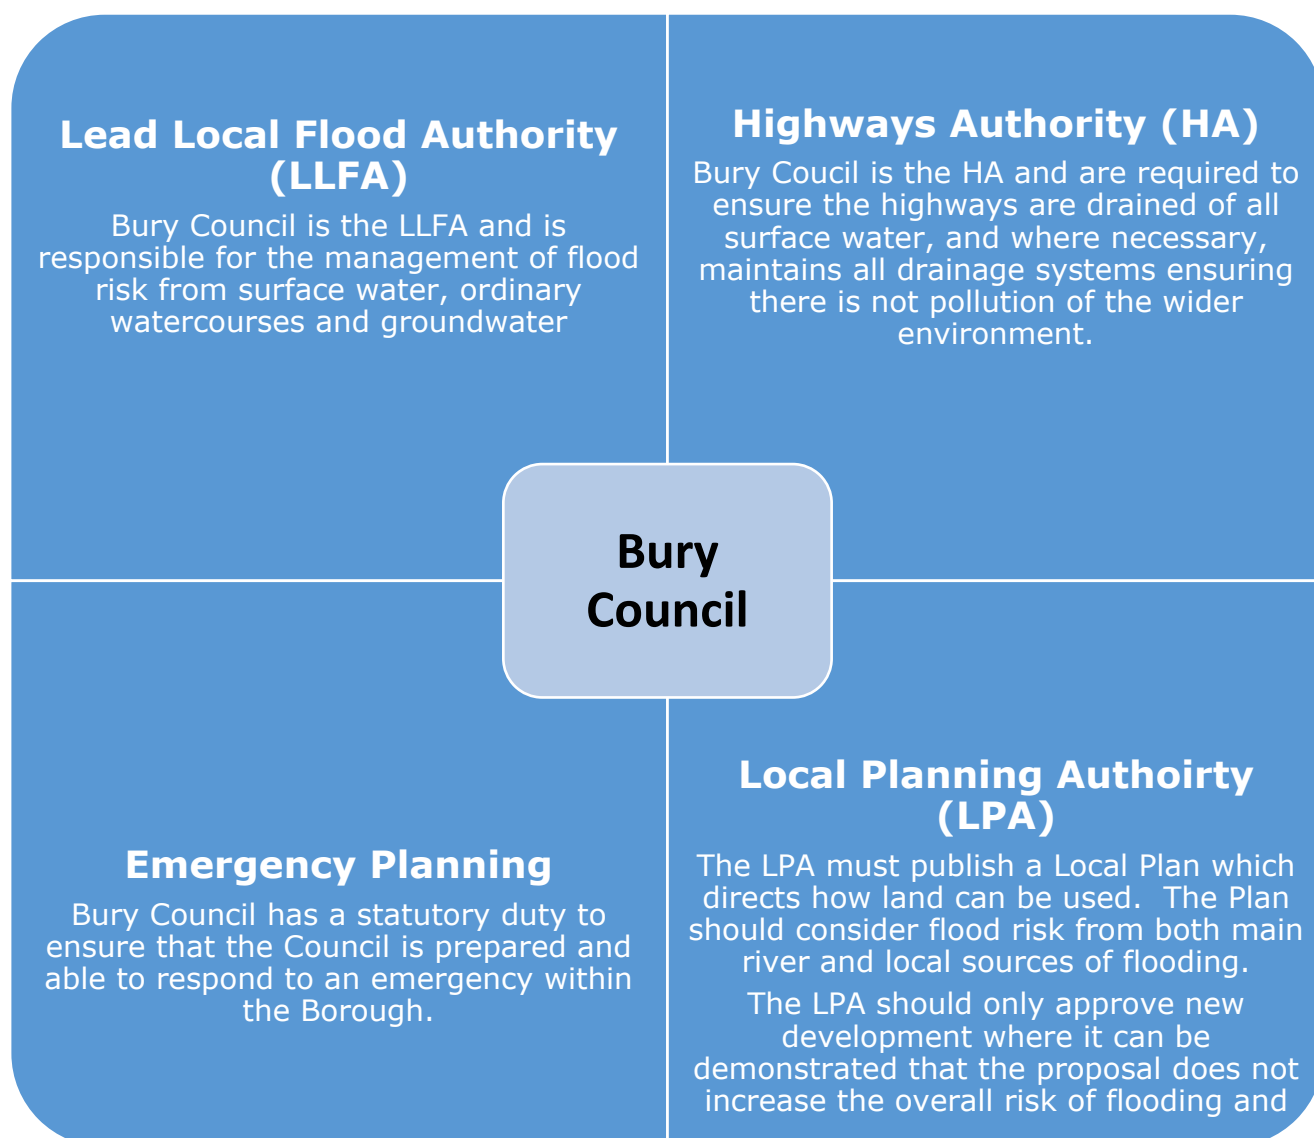 Lead Local Flood Authority
(LLFA)
Bury Council is the LLFA and is
responsible for the management of flood
risk from surface water, ordinary
watercourses and groundwater
Highways Authority (HA)
Bury Coucil is the HA and are required to
ensure the highways are drained of all
surface water, and where necessary,
maintains all drainage systems ensuring
there is not pollution of the wider
environment.
Bury
Council
Emergency Planning
Bury Council has a statutory duty to
ensure that the Council is prepared and
able to respond to an emergency within
the Borough.
Local Planning Authoirty
(LPA)
The LPA must publish a Local Plan which
directs how land can be used.  The Plan
should consider flood risk from both main
river and local sources of flooding.
The LPA should only approve new
development where it can be
demonstrated that the proposal does not
increase the overall risk of flooding and